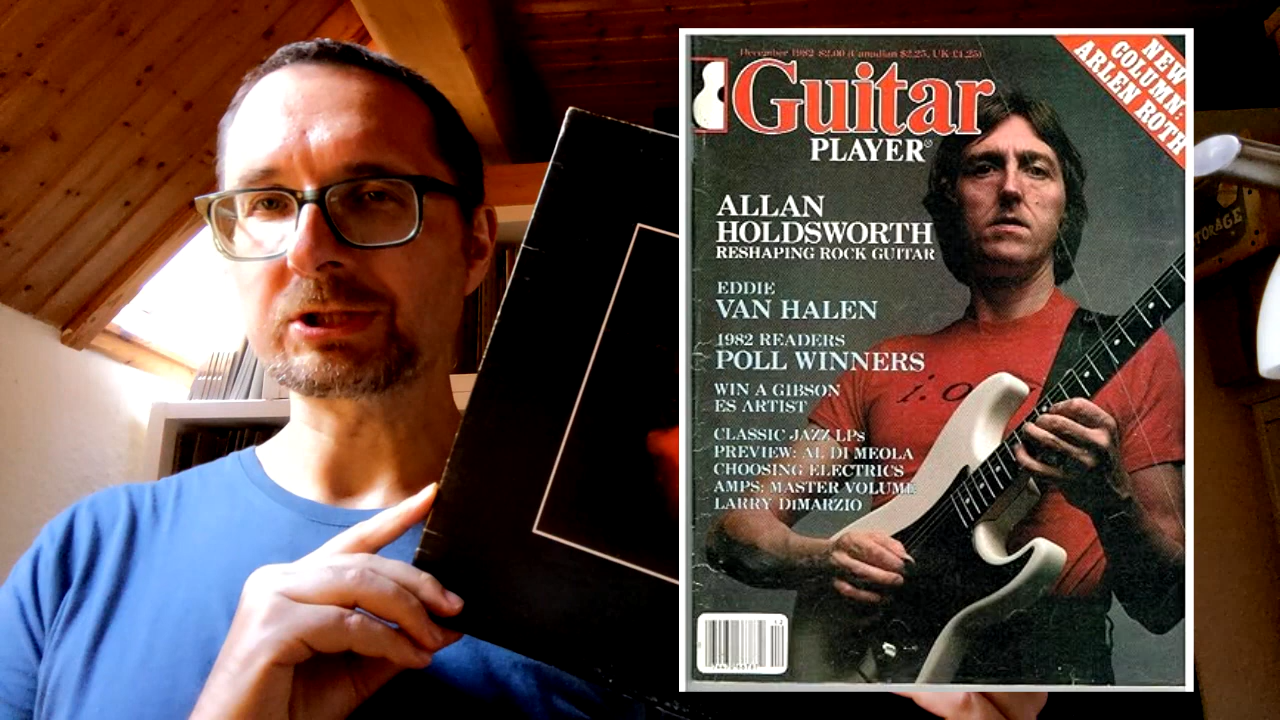 December 1982 $2.00 (Canadian $2.25, UK £1.25)
Guitar
PLAYER®
NEW
COLUMN:
ARLEN ROTH
ALLAN
HOLDSWORTH
RESHAPING ROCK GUITAR
EDDIE
VAN HALEN
1982 READERS
POLL WINNERS
WIN A GIBSON
ES ARTIST
CLASSIC JAZZ LPs
PREVIEW: AL DI MEOLA
CHOOSING ELECTRICS
AMPS: MASTER VOLUME
LARRY DiMARZIO
i.o
12
STORAGE